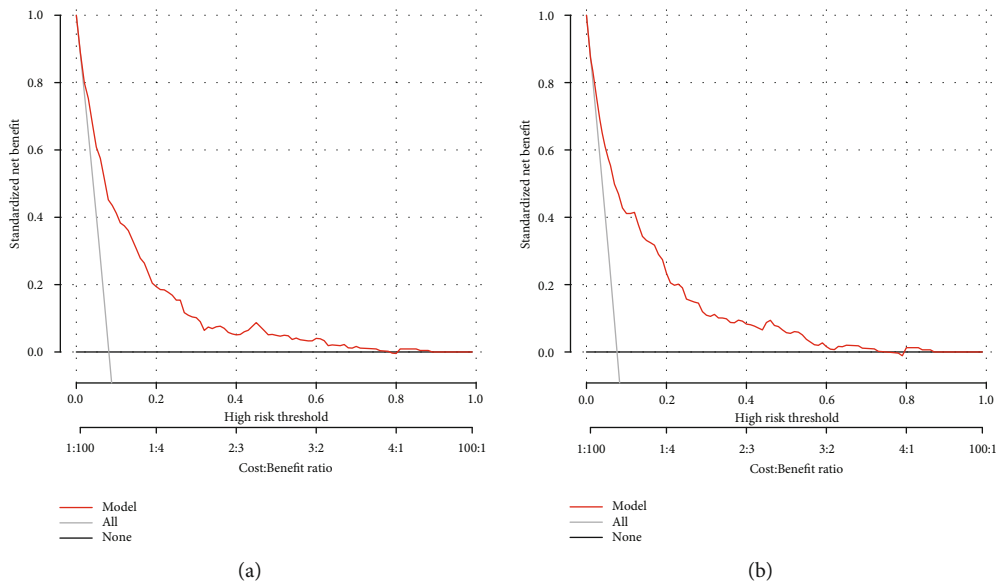 1.0
0.8
0.6
0.4
0.2
0.0
Standardized net benefit
0.0 0.2 0.4 0.6 0.8 1.0
High risk threshold
1:100 1:4 2:3 3:2 4:1 100:1
Cost:Benefit ratio
Model
All
None
(a)
1.0
0.8
0.6
0.4
0.2
0.0
Standardized net benefit
0.0 0.2 0.4 0.6 0.8 1.0
High risk threshold
1:100 1:4 2:3 3:2 4:1 100:1
Cost:Benefit ratio
Model
All
None
(b)